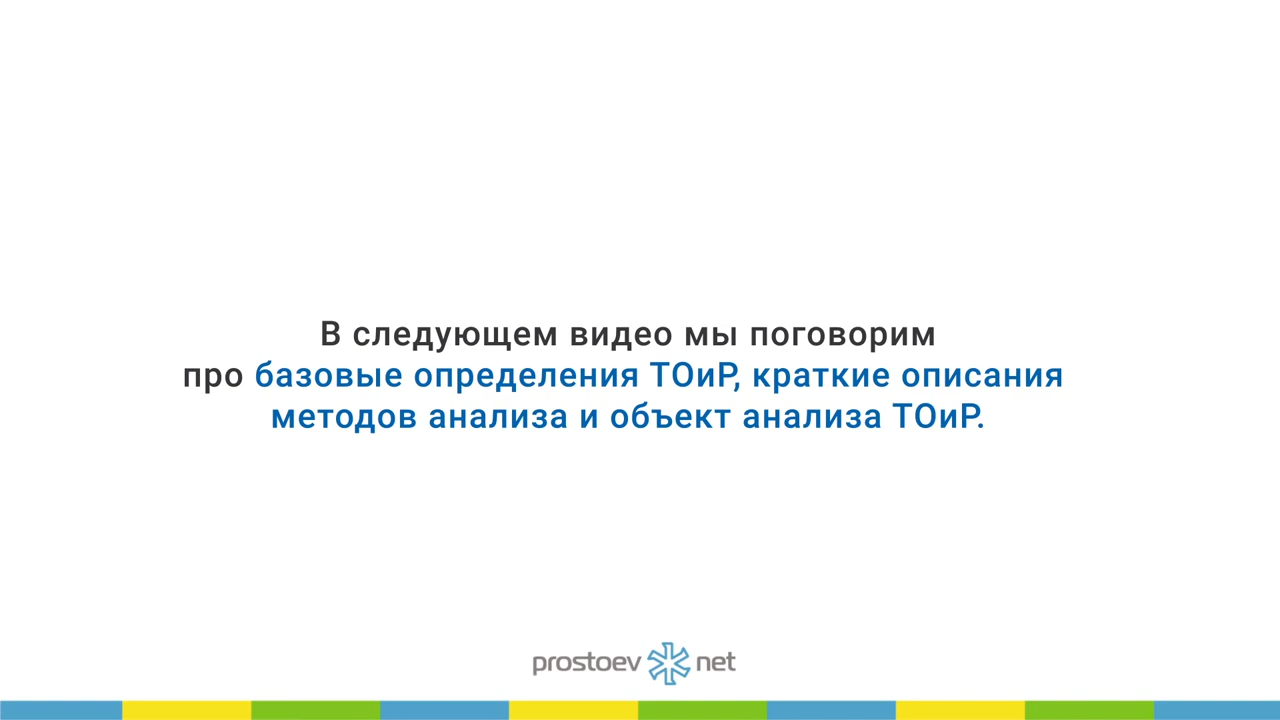 В следующем видео мы поговорим
про базовые определения ТОиР, краткие описания
методов анализа и объект анализа ТОиР.
prostoev net